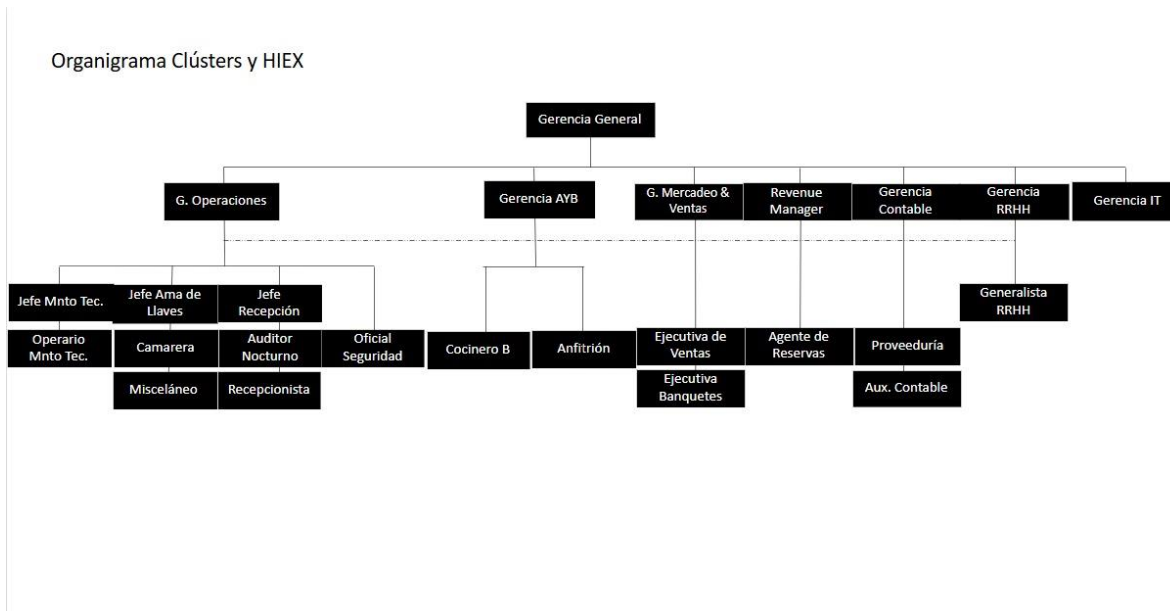 Organigrama Clústers y HIEX
Gerencia General
G. Operaciones
Gerencia AYB
G. Mercadeo &
Ventas
Revenue
Manager
Gerencia
Contable
Gerencia
RRHH
Gerencia IT
Jefe Mnto Tec.
Jefe Ama de
Llaves
Jefe
Recepción
Generalista
RRHH
Operario
Mnto Tec.
Camarera
Auditor
Nocturno
Oficial
Seguridad
Cocinero B
Anfitrión
Ejecutiva de
Ventas
Agente de
Reservas
Proveeduría
Misceláneo
Recepcionista
Ejecutiva
Banquetes
Aux. Contable